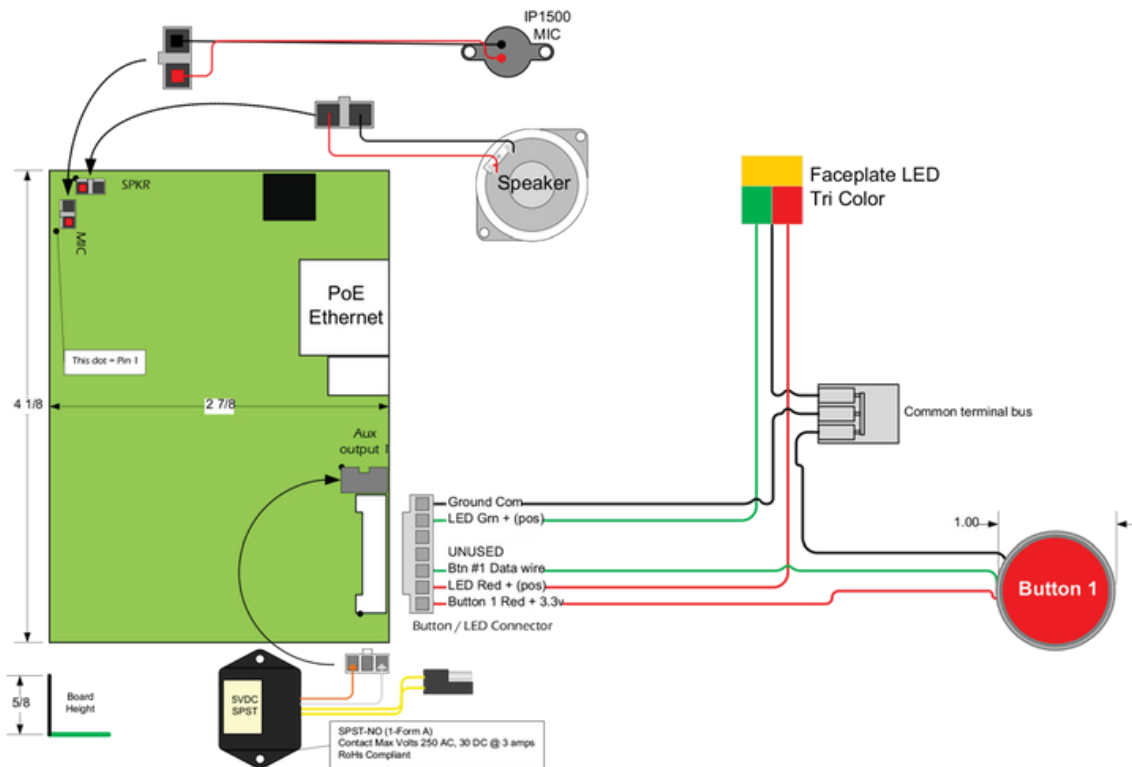 IP1500
MIC
SPKR
Speaker
MIC
Faceplate LED
Tri Color
PoE
Ethernet
This dot = Pin 1
4 1/8
2 7/8
Common terminal bus
Aux
output 1
Ground Com
LED Grn + (pos)
1.00
UNUSED
Btn #1 Data wire
LED Red + (pos)
Button 1 Red + 3.3v
Button 1
Button / LED Connector
5/8
Board
Height
5VDC
SPST
SPST-NO (1-Form A)
Contact Max Volts 250 AC, 30 DC @ 3 amps
RoHs Compliant